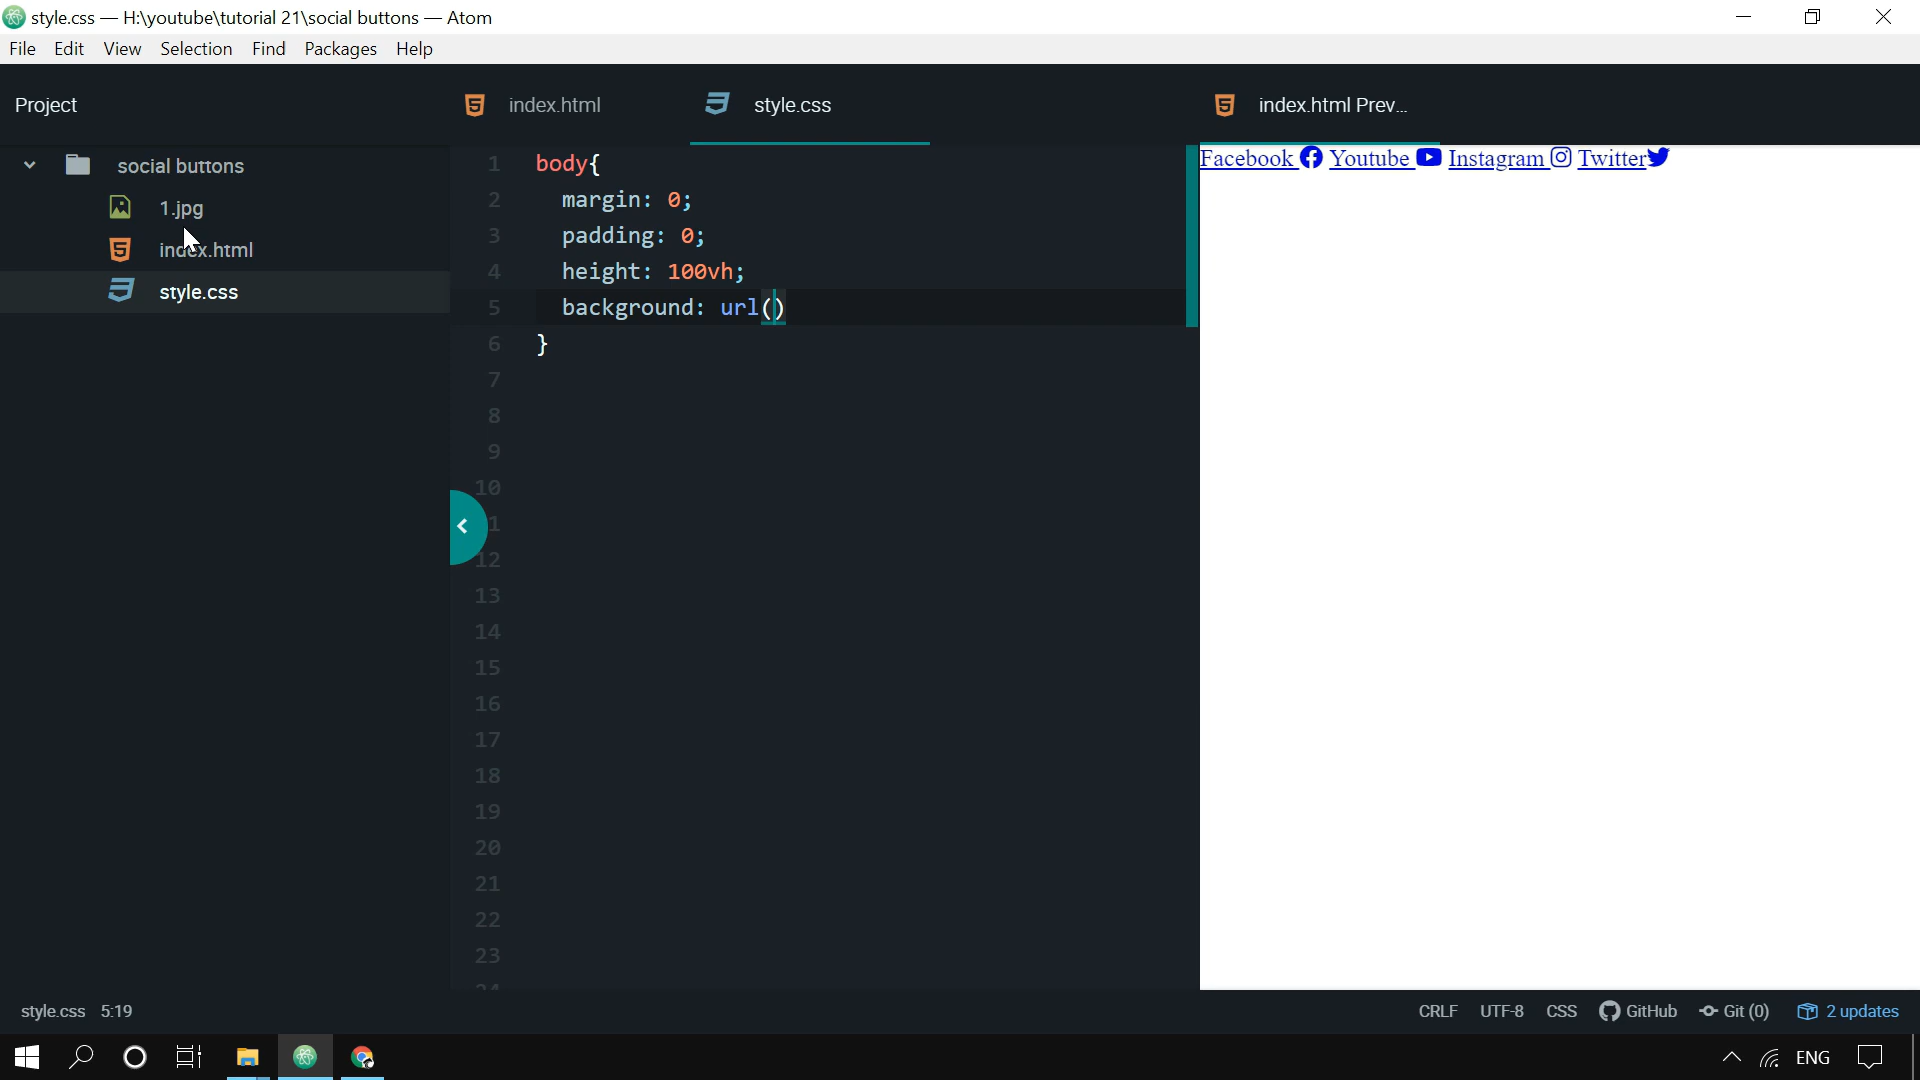 style.css — H:\youtube\tutorial 21\social buttons — Atom
File Edit View Selection Find Packages Help
Project
index.html
style.css
index.html Prev...
social buttons
1.jpg
index.html
style.css
1 body{
2 margin: 0;
3 padding: 0;
4 height: 100vh;
5 background: url()
6 }
7
8
9
10
1
12
13
14
15
16
17
18
19
20
21
22
23
24
Facebook Youtube Instagram Twitter
style.css 5:19
CRLF UTF-8 CSS GitHub Git (0) 2 updates
ENG